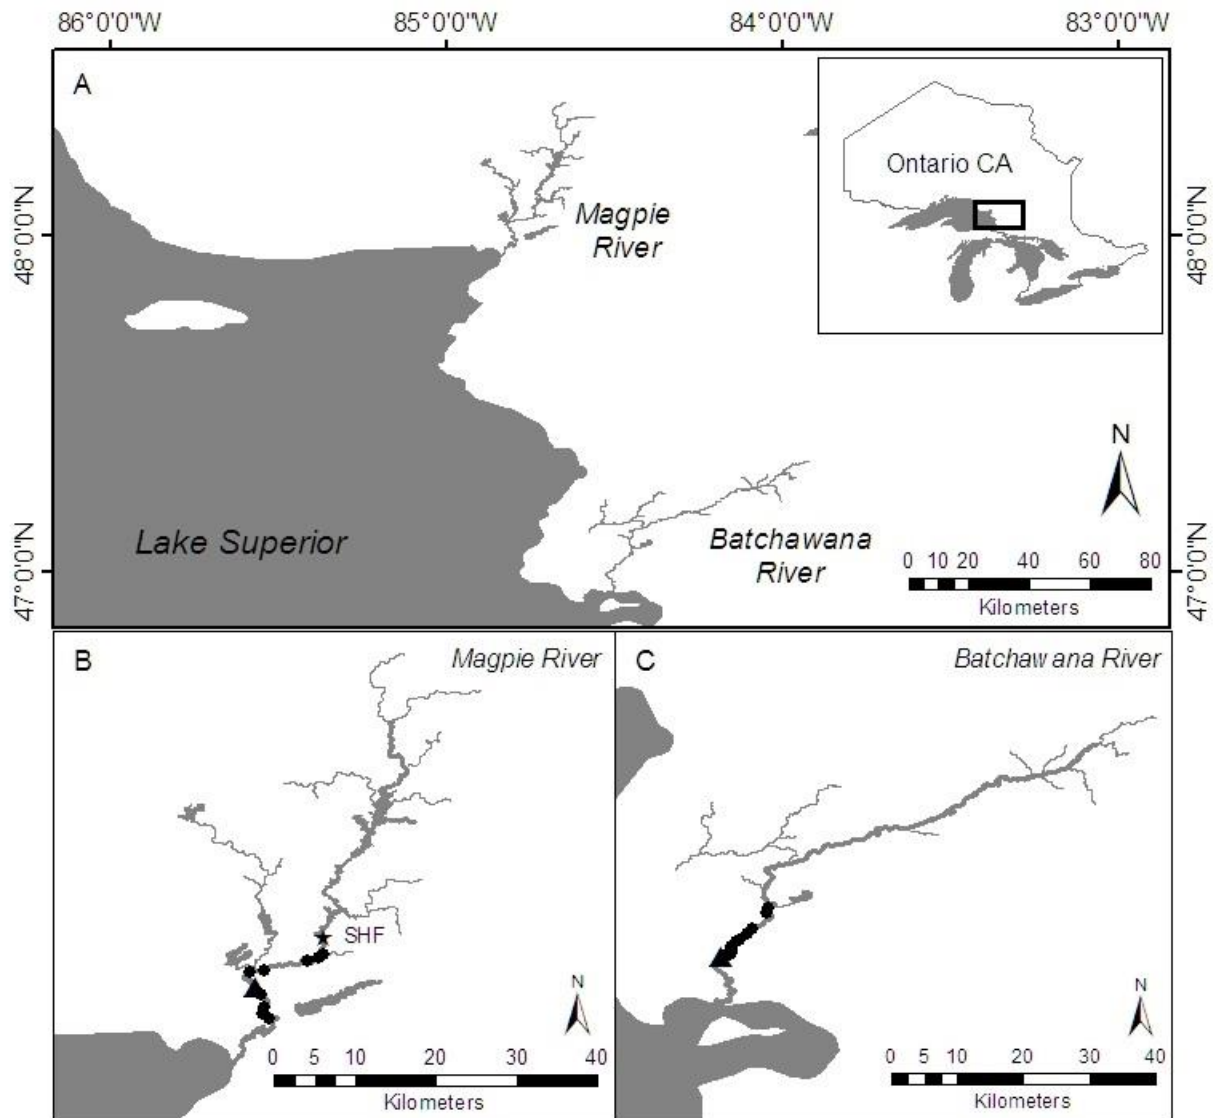 86°0'0"W 85°0'0"W 84°0'0"W 83°0'0"W
A
Ontario CA
Magpie
River
48°0'0"N
48°0'0"N
N
Lake Superior
Batchawana
River
47°0'0"N
47°0'0"N
0 10 20 40 60 80
Kilometers
B
Magpie River
SHF
N
0 5 10 20 30 40
Kilometers
C
Batchawana River
N
0 5 10 20 30 40
Kilometers